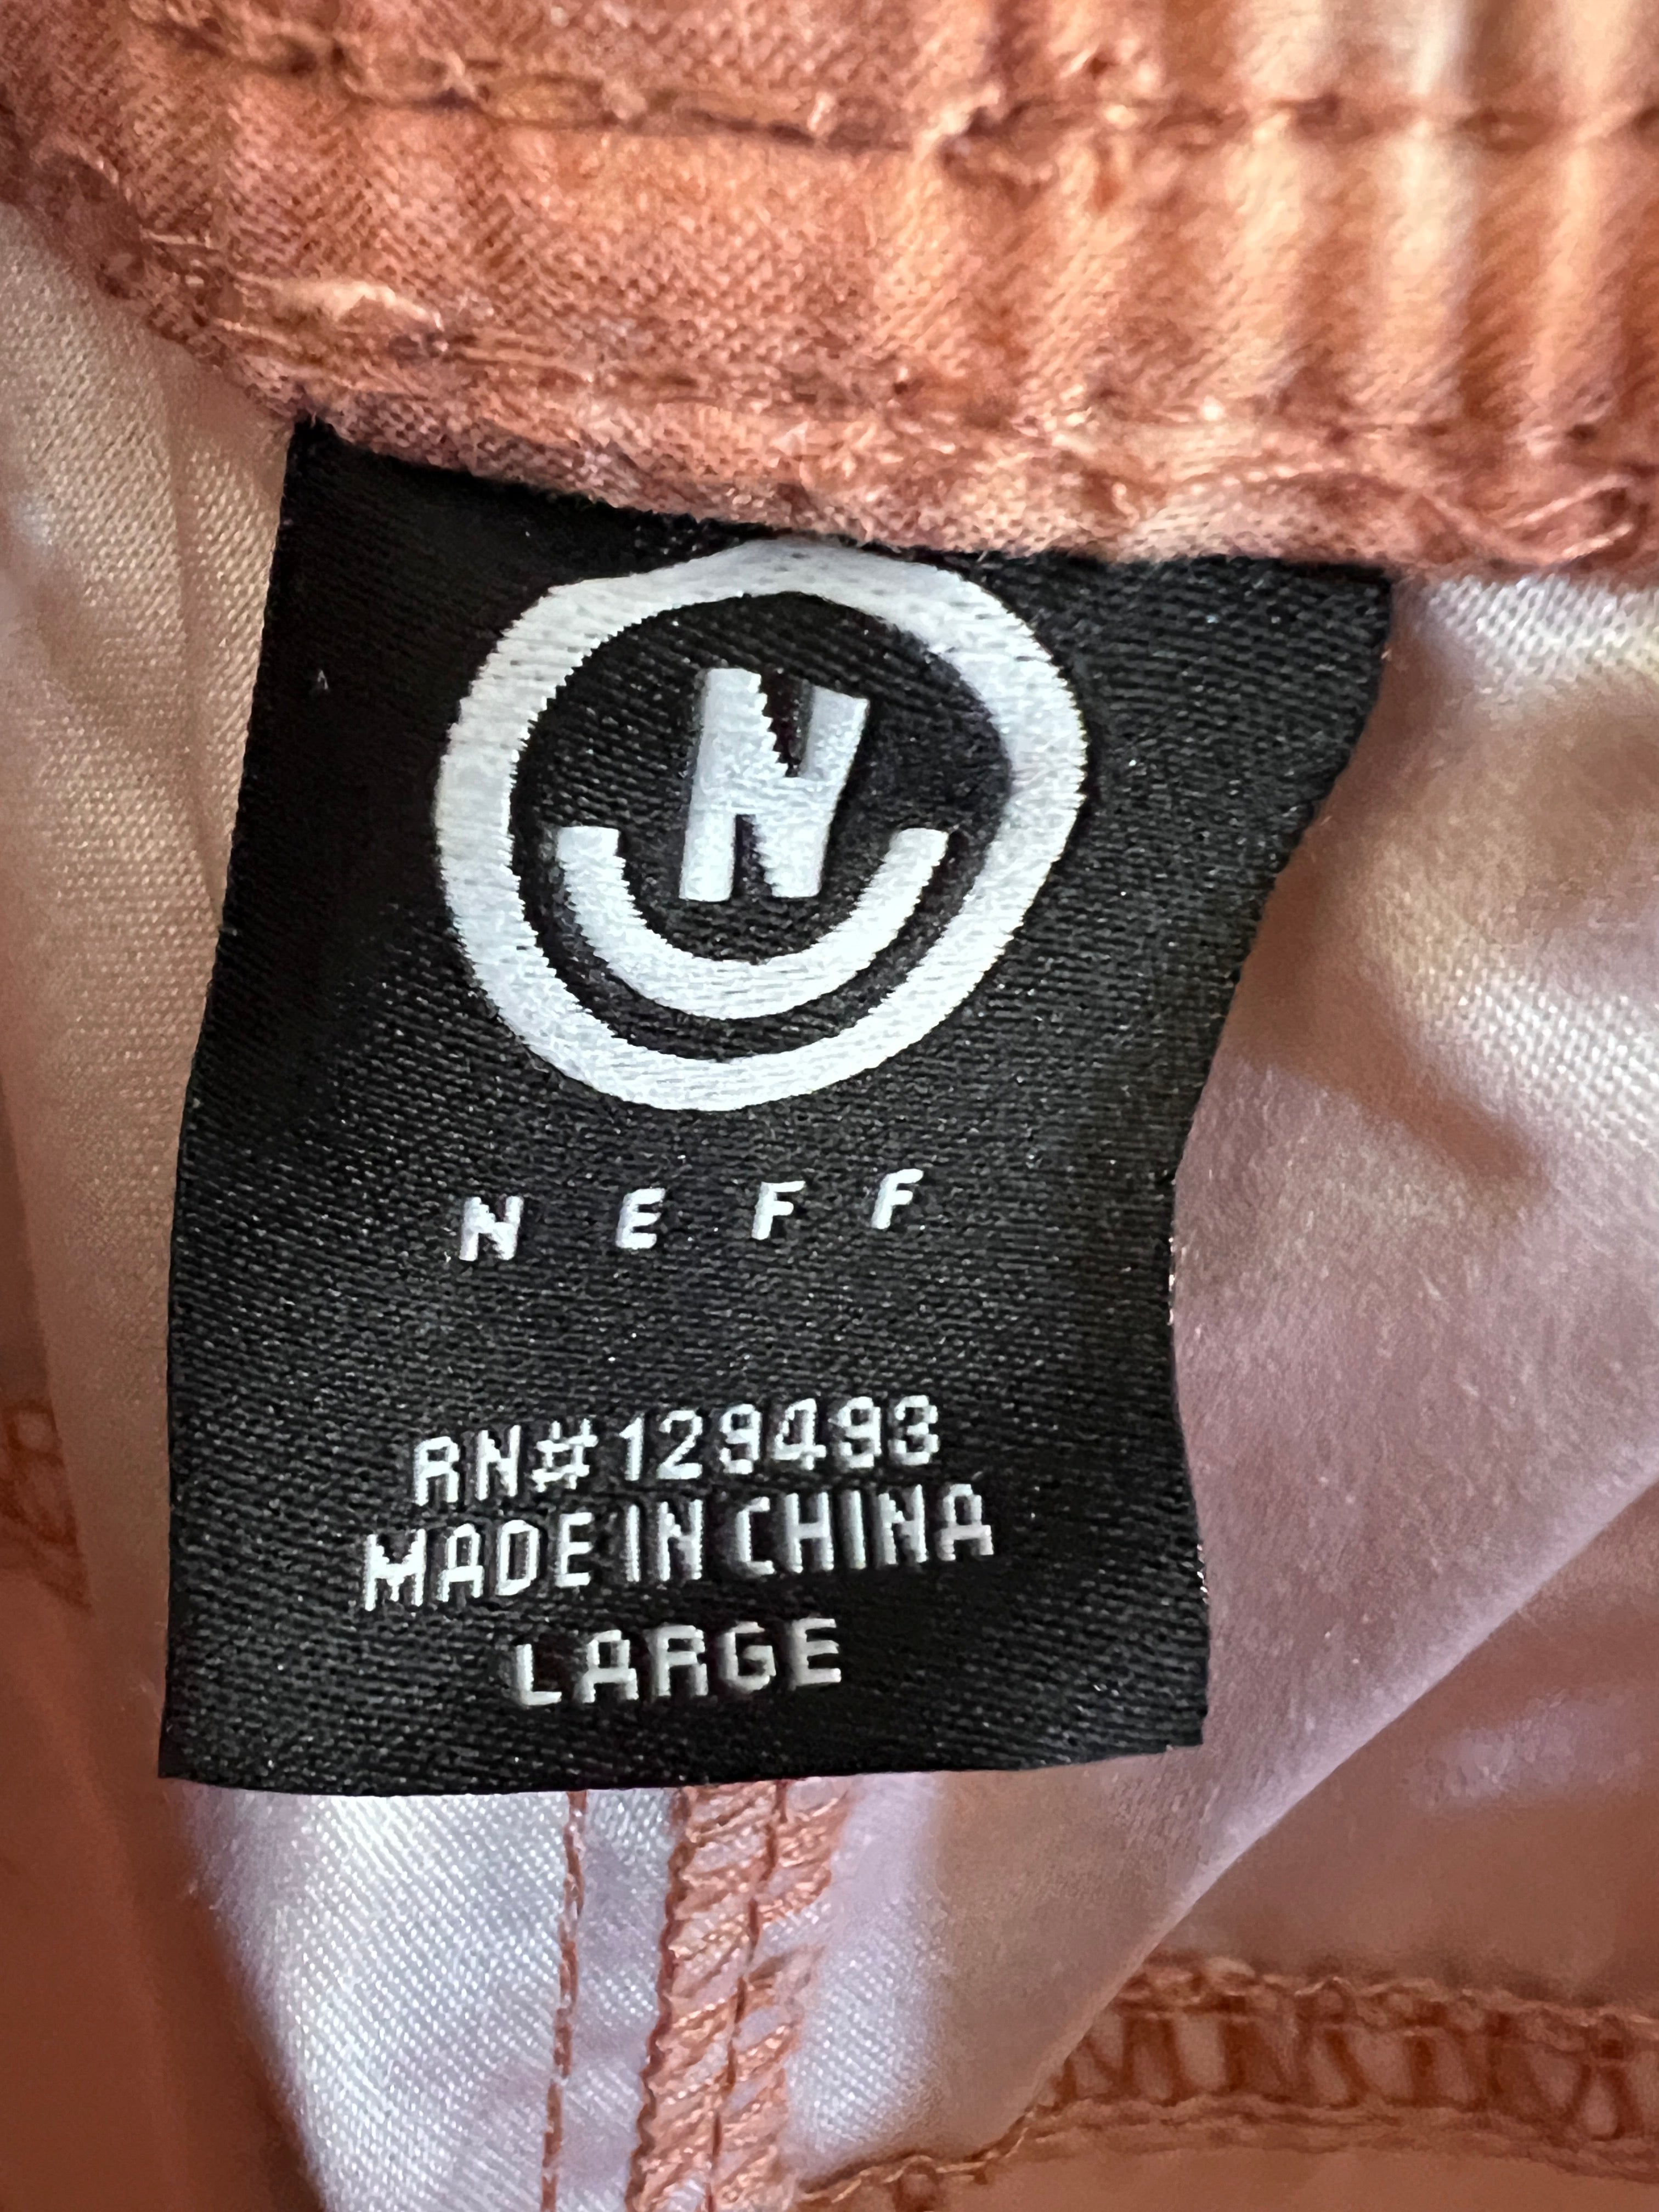 N
NEFF
RN#129493
MADE IN CHINA
LARGE